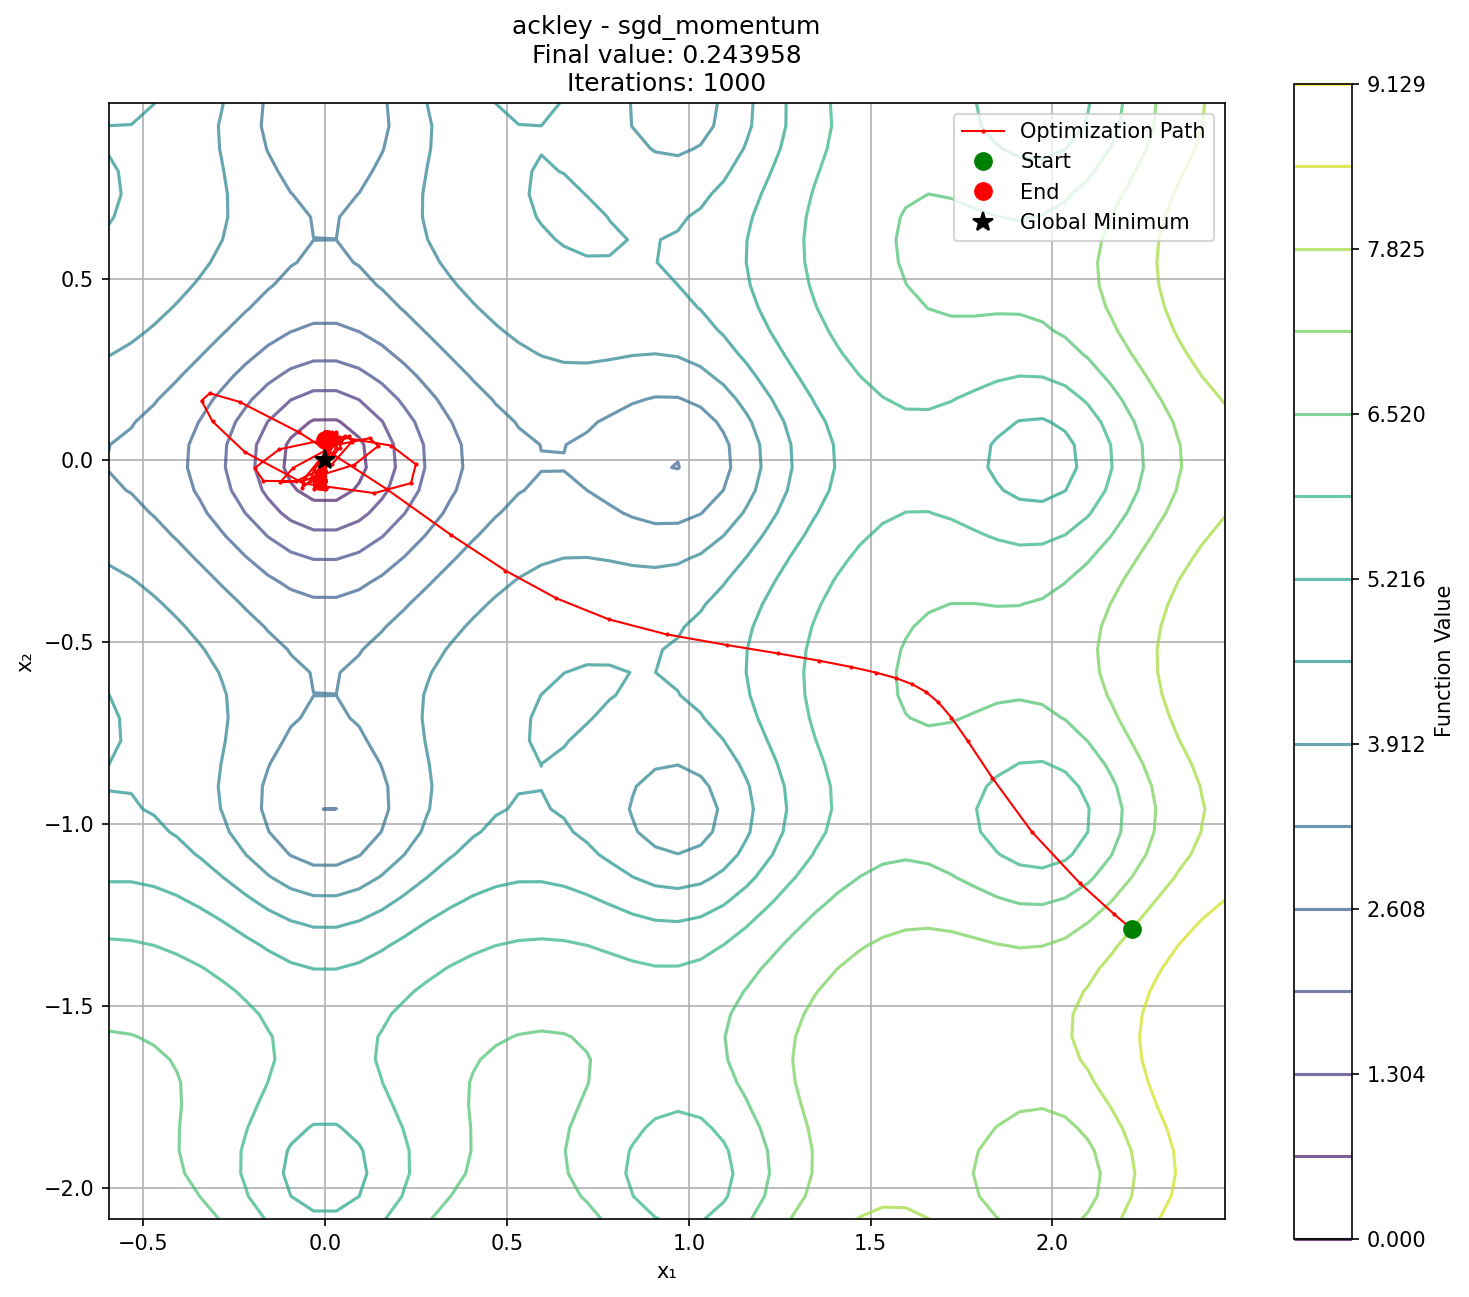 ackley - sgd_momentum
Final value: 0.243958
Iterations: 1000
Optimization Path
Start
End
Global Minimum
0.5
0.0
−0.5
−1.0
−1.5
−2.0
x₂
−0.5
0.0
0.5
1.0
1.5
2.0
x₁
9.129
7.825
6.520
5.216
3.912
2.608
1.304
0.000
Function Value